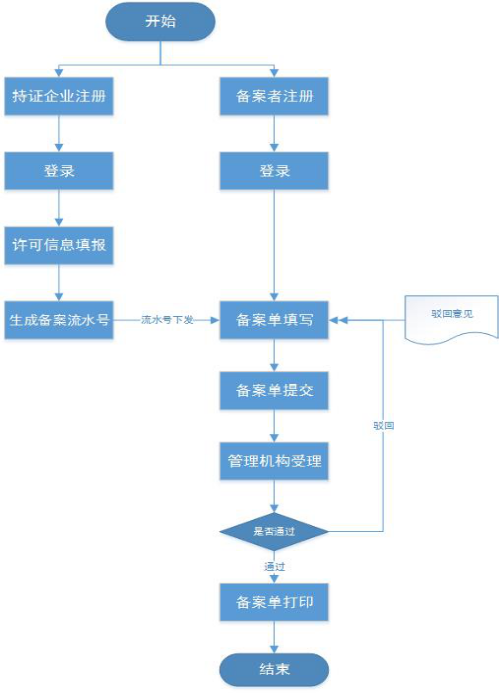 开始
持证企业注册
备案者注册
登录
登录
许可信息填报
生成备案流水号
流水号下发
备案单填写
驳回意见
备案单提交
驳回
管理机构受理
是否通过
通过
备案单打印
结束